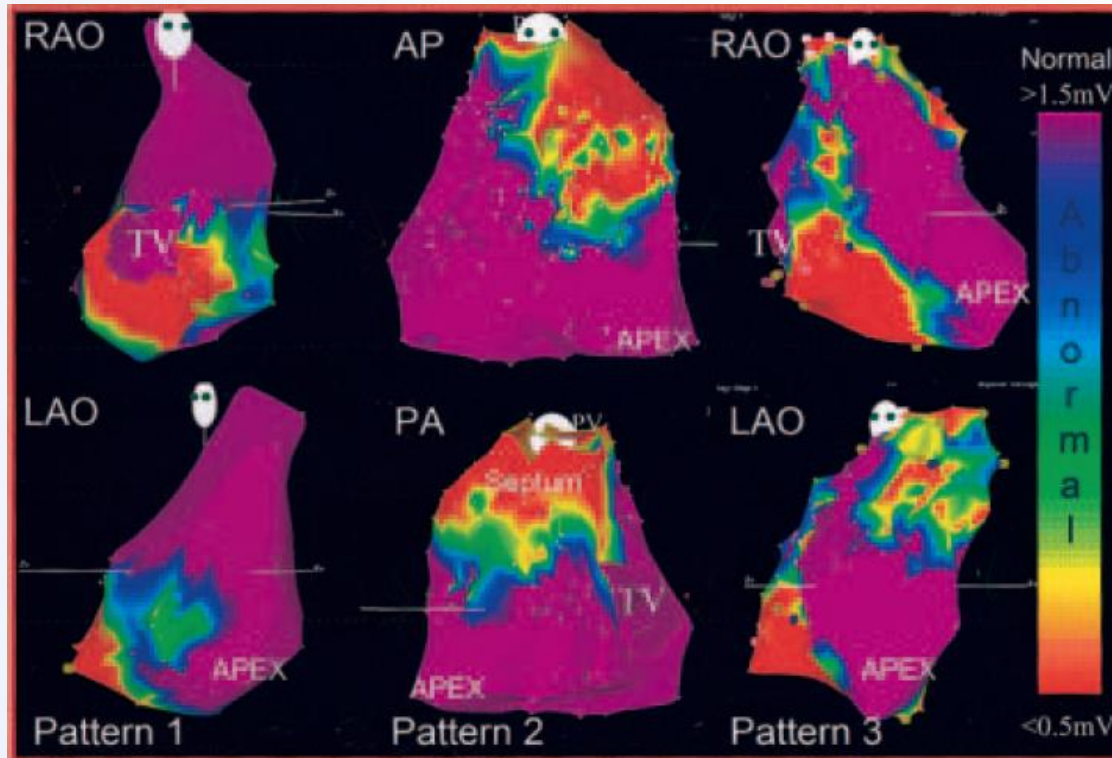 RAO
AP
RAO
Normal
>1.5mV
TV
TV
APEX
APEX
Abnormal
LAO
PA
PV
LAO
Septum
TV
APEX
APEX
APEX
Pattern 1
Pattern 2
Pattern 3
<0.5mV